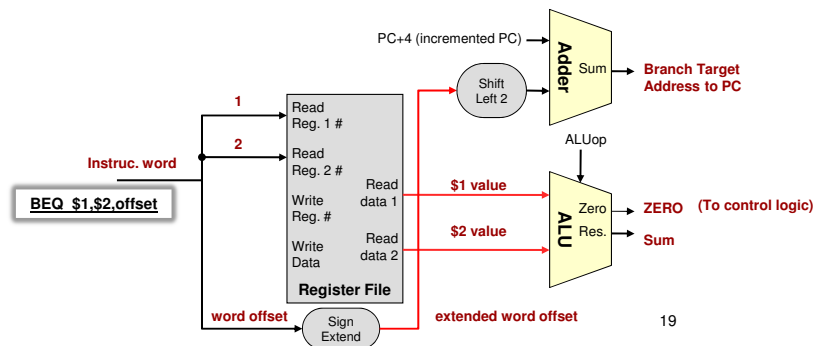 PC+4 (incremented PC)
Adder
Sum
Branch Target
Address to PC
Shift
Left 2
1
Read
Reg. 1 #
2
Read
Reg. 2 #
Instruc. word
BEQ $1,$2,offset
Write
Reg. #
Write
Data
Read
data 1
Read
data 2
Register File
$1 value
$2 value
ALUop
ALU
Zero
Res.
ZERO
(To control logic)
Sum
word offset
Sign
Extend
extended word offset
19